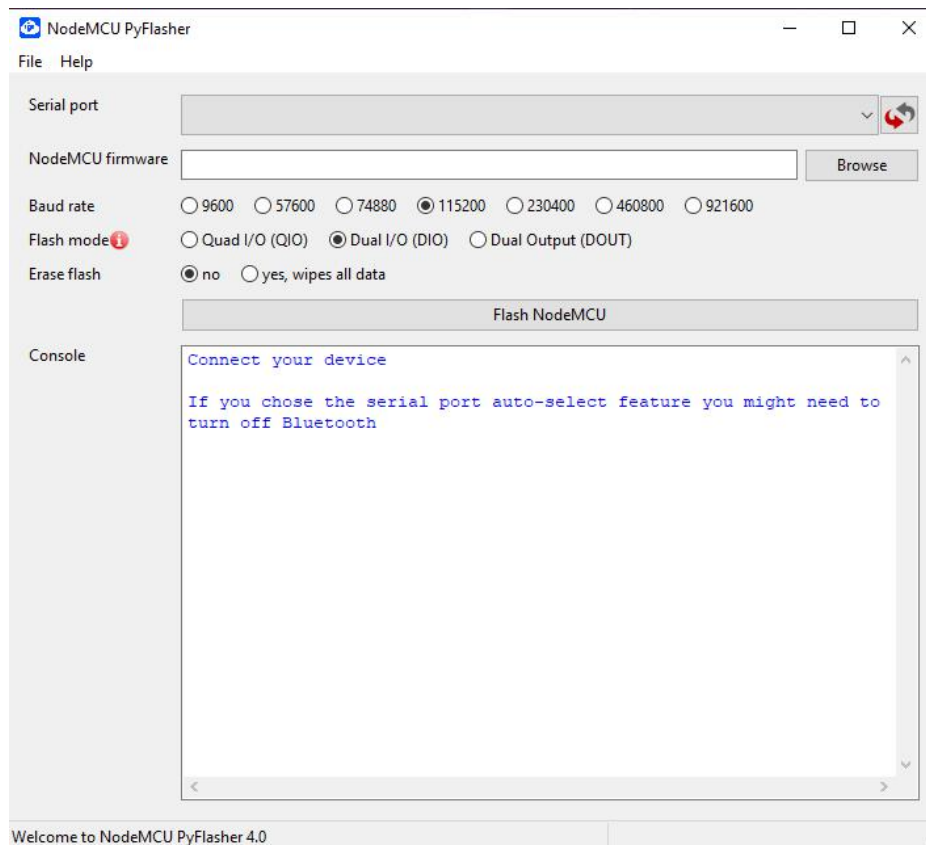 NodeMCU PyFlasher
File Help
Serial port
NodeMCU firmware
Browse
Baud rate 9600 57600 74880 115200 230400 460800 921600
Flash mode Quad I/O (QIO) Dual I/O (DIO) Dual Output (DOUT)
Erase flash no yes, wipes all data
Flash NodeMCU
Console
Connect your device
If you chose the serial port auto-select feature you might need to
turn off Bluetooth
Welcome to NodeMCU PyFlasher 4.0